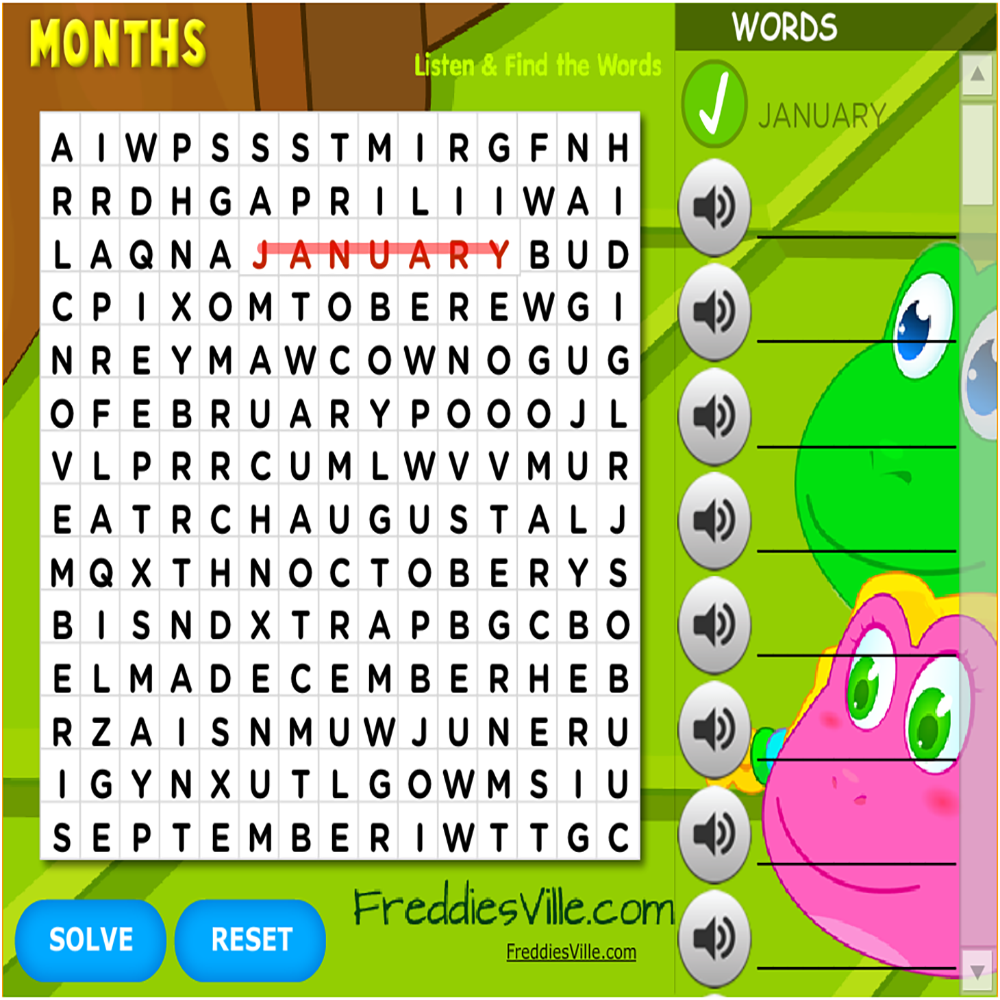 MONTHS
Listen & Find the Words
WORDS
JANUARY
A I W P S S S T M I R G F N H
R R D H G A P R I L I I W A I
L A Q N A J A N U A R Y B U D
C P I X O M T O B E R E W G I
N R E Y M A W C O W N O G U G
O F E B R U A R Y P O O O J L
V L P R R C U M L W V V M U R
E A T R C H A U G U S T A L J
M Q X T H N O C T O B E R Y S
B I S N D X T R A P B G C B O
E L M A D E C E M B E R H E B
R Z A I S N M U W J U N E R U
I G Y N X U T L G O W M S I U
S E P T E M B E R I W T T G C
SOLVE
RESET
FreddiesVille.com
FreddiesVille.com